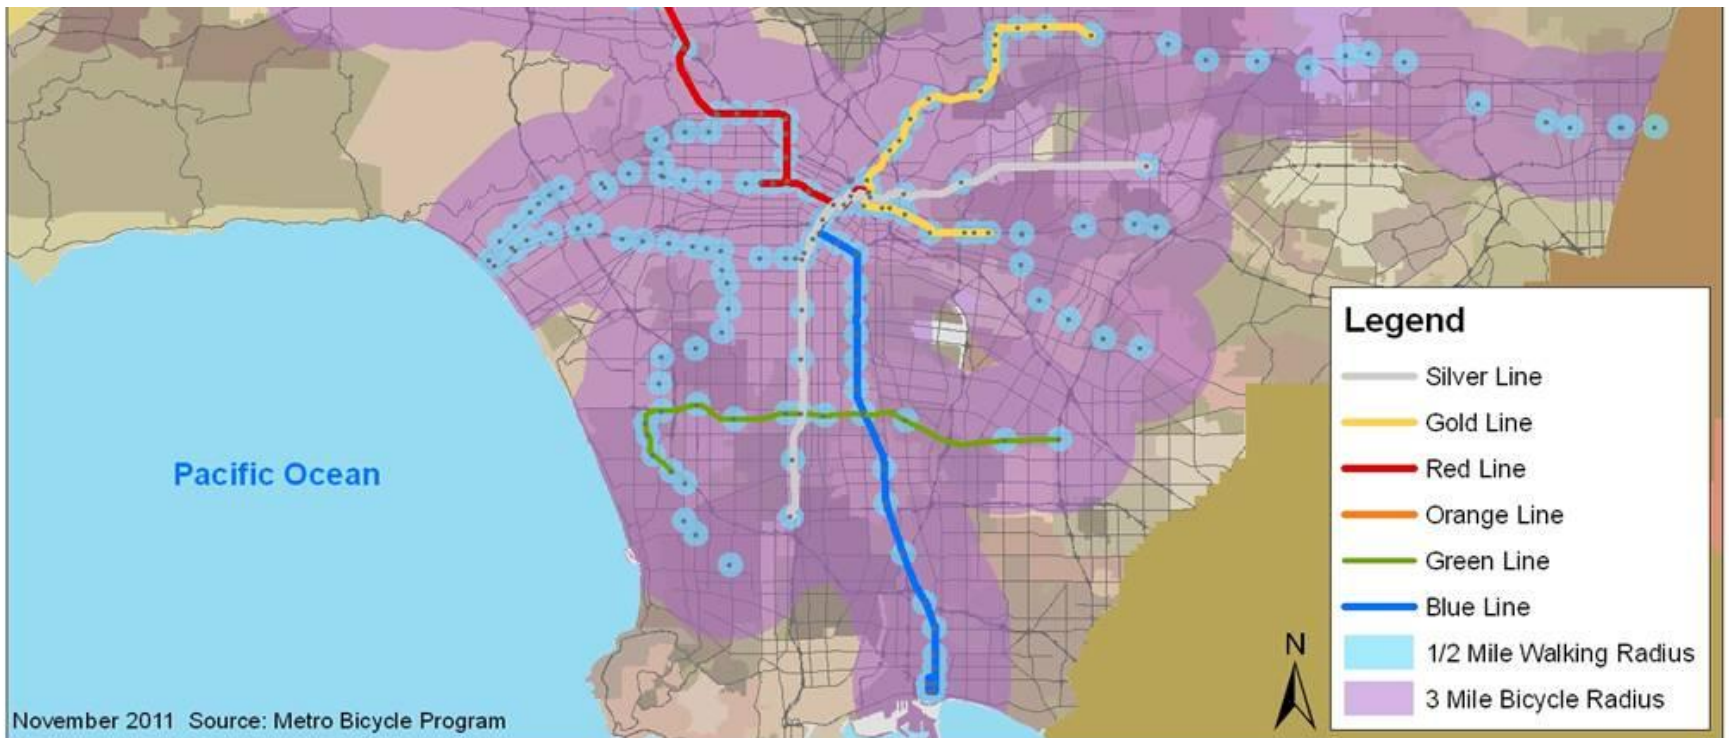 Pacific Ocean
November 2011 Source: Metro Bicycle Program
N
Legend
Silver Line
Gold Line
Red Line
Orange Line
Green Line
Blue Line
1/2 Mile Walking Radius
3 Mile Bicycle Radius